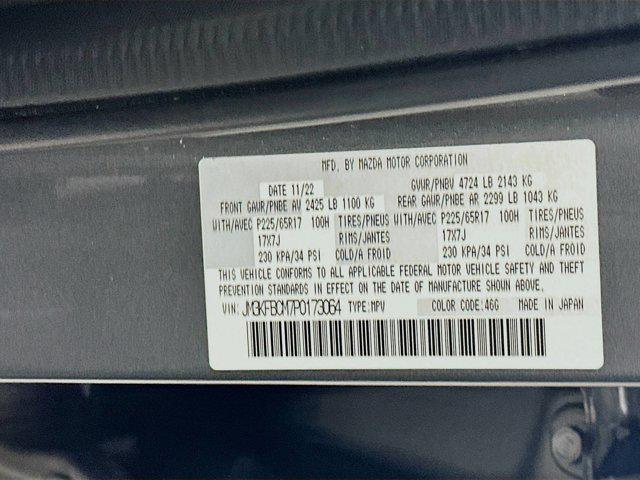 MFD. BY MAZDA MOTOR CORPORATION
DATE 11/22 GVWR/PNBV 4724 LB 2143 KG
FRONT GAWR/PNBE AV 2425 LB 1100 KG REAR GAWR/PNBE AR 2299 LB 1043 KG
WITH/AVEC P225/65R17 100H TIRES/PNEUS WITH/AVEC P225/65R17 100H TIRES/PNEUS
17X7J RIMS/JANTES 17X7J RIMS/JANTES
230 KPA/34 PSI COLD/A FROID 230 KPA/34 PSI COLD/A FROID
THIS VEHICLE CONFORMS TO ALL APPLICABLE FEDERAL MOTOR VEHICLE SAFETY AND THEFT
PREVENTION STANDARDS IN EFFECT ON THE DATE OF MANUFACTURE SHOWN ABOVE.
VIN: JM3KFBCM7P0173064 TYPE:MPV COLOR CODE:46G MADE IN JAPAN